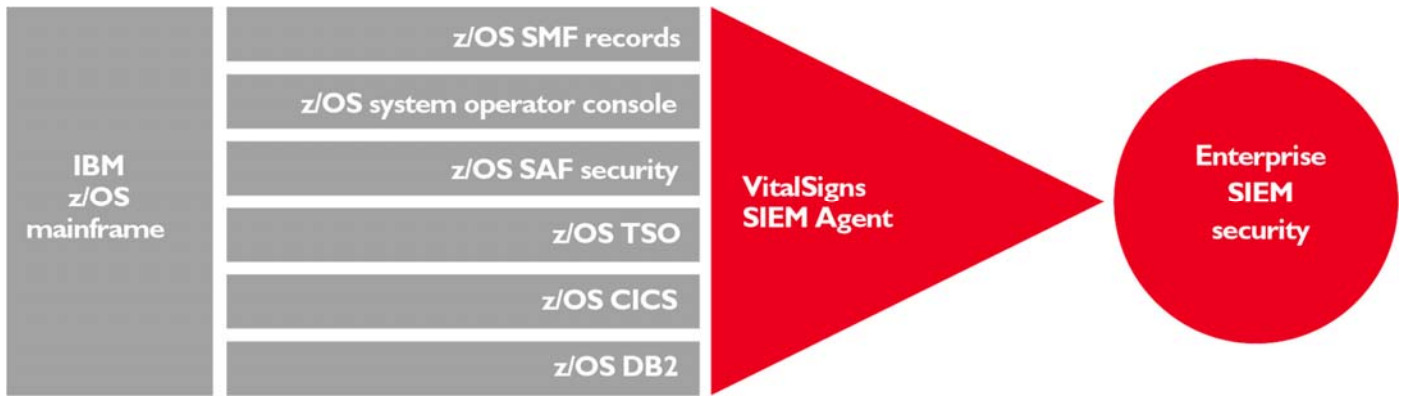 IBM
z/OS
mainframe
z/OS SMF records
z/OS system operator console
z/OS SAF security
z/OS TSO
z/OS CICS
z/OS DB2
VitalSigns
SIEM Agent
Enterprise
SIEM
security